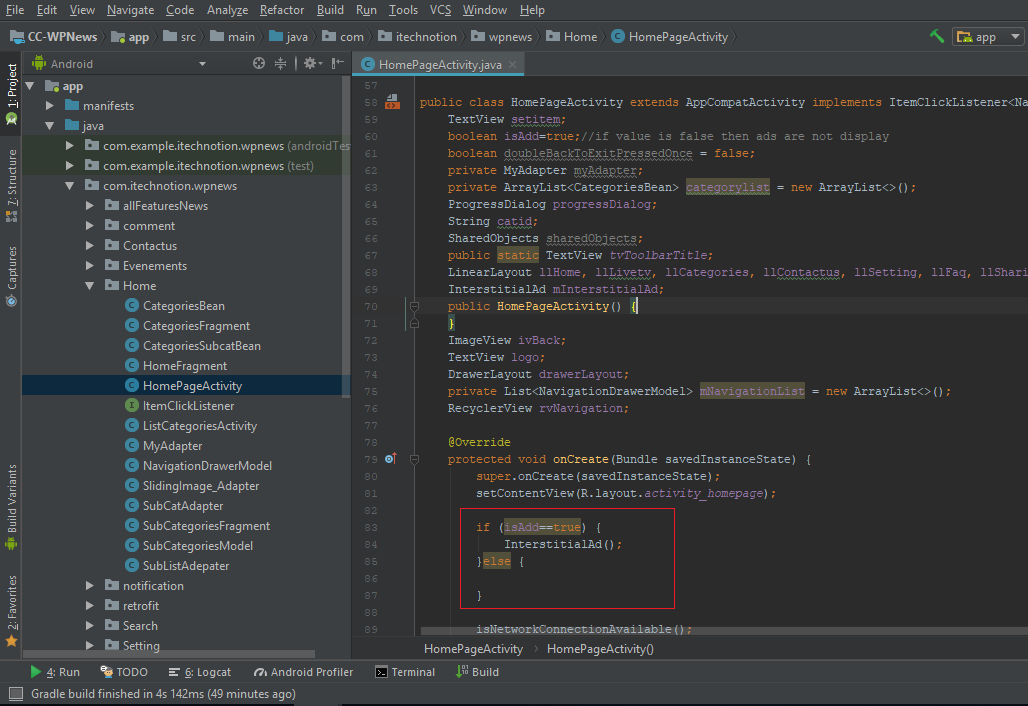 File Edit View Navigate Code Analyze Refactor Build Run Tools VCS Window Help
CC-WPNews app src main java com itechnotion wpnews Home HomePageActivity app
Android
HomePageActivity.java
1: Project
Z: Structure
Captures
Build Variants
2: Favorites
app
manifests
java
com.example.itechnotion.wpnews (androidTes
com.example.itechnotion.wpnews (test)
com.itechnotion.wpnews
allFeaturesNews
comment
Contactus
Evenements
Home
CategoriesBean
CategoriesFragment
CategoriesSubcatBean
HomeFragment
HomePageActivity
ItemClickListener
ListCategoriesActivity
MyAdapter
NavigationDrawerModel
SlidingImage_Adapter
SubCatAdapter
SubCategoriesFragment
SubCategoriesModel
SubListAdepater
notification
retrofit
Search
Setting
57
58 public class HomePageActivity extends AppCompatActivity implements ItemClickListener<Na
59 TextView setitem;
60 boolean isAdd=true;//if value is false then ads are not display
61 boolean doubleBackToExitPressedOnce = false;
62 private MyAdapter myAdapter;
63 private ArrayList<CategoriesBean> categorylist = new ArrayList<>();
64 ProgressDialog progressDialog;
65 String catid;
66 SharedObjects sharedObjects;
67 public static TextView tvToolbarTitle;
68 LinearLayout llHome, llLivetv, llCategories, llContactus, llSetting, llFaq, llShari
69 InterstitialAd mInterstitialAd;
70 public HomePageActivity() {
71 }
72 ImageView ivBack;
73 TextView logo;
74 DrawerLayout drawerLayout;
75 private List<NavigationDrawerModel> mNavigationList = new ArrayList<>();
76 RecyclerView rvNavigation;
77
78 @Override
79 protected void onCreate(Bundle savedInstanceState) {
80 super.onCreate(savedInstanceState);
81 setContentView(R.layout.activity_homepage);
82
83 if (isAdd==true) {
84 InterstitialAd();
85 }else {
86
87 }
88
89 isNetworkConnectionAvailable();
HomePageActivity HomePageActivity()
4: Run TODO 6: Logcat Android Profiler Terminal Build
Gradle build finished in 4s 142ms (49 minutes ago)